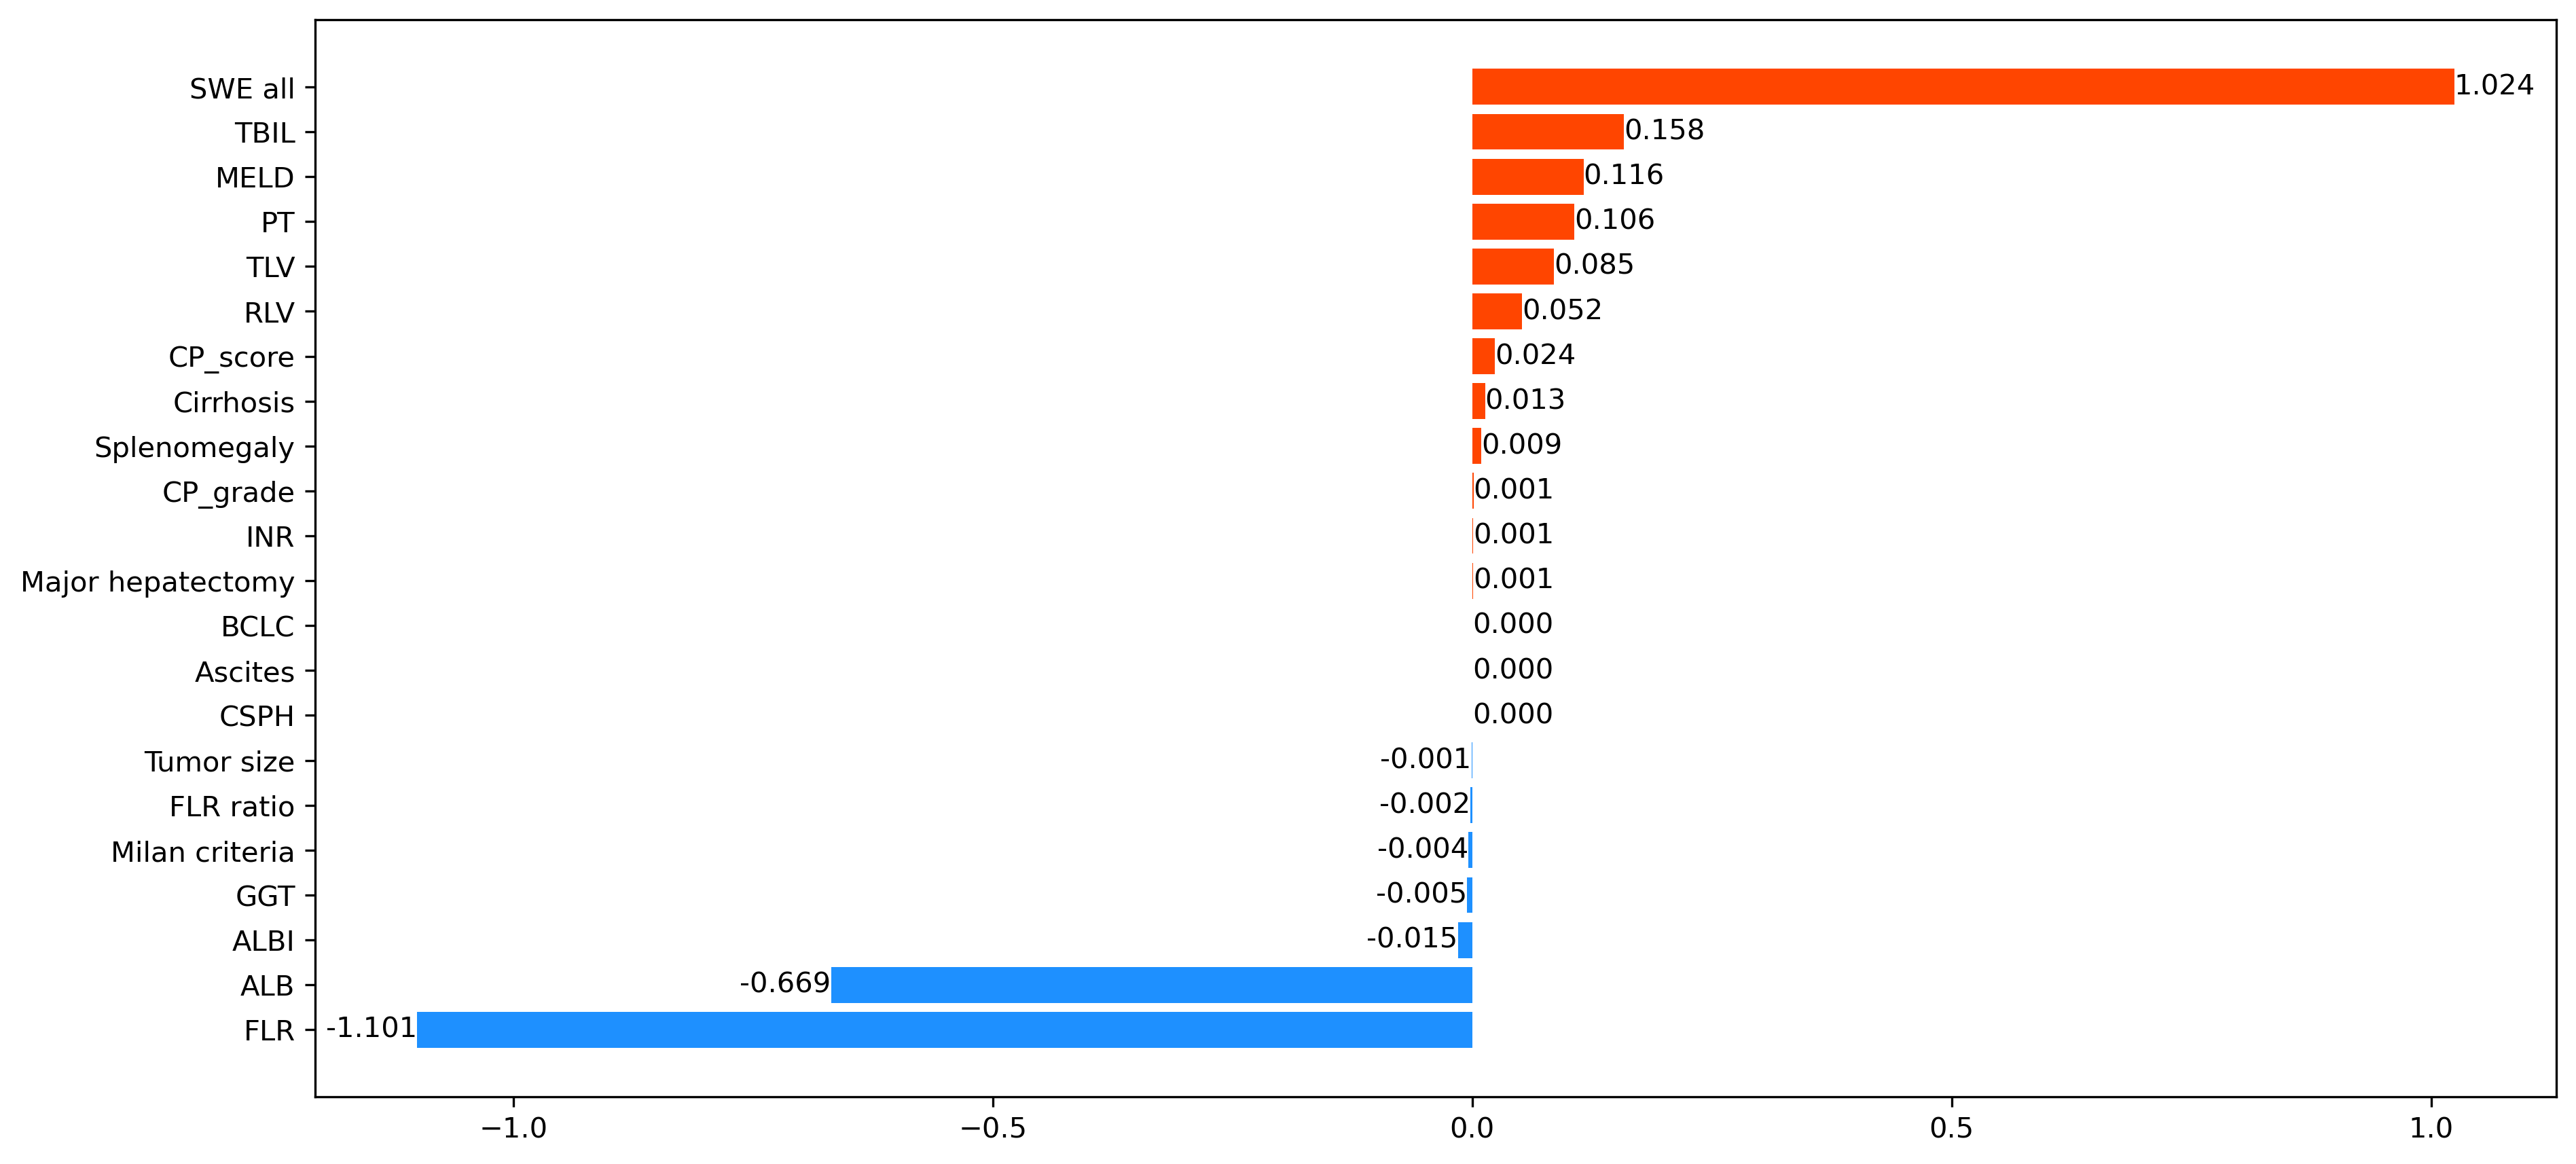 SWE all 1.024
TBIL 0.158
MELD 0.116
PT 0.106
TLV 0.085
RLV 0.052
CP_score 0.024
Cirrhosis 0.013
Splenomegaly 0.009
CP_grade 0.001
INR 0.001
Major hepatectomy 0.001
BCLC 0.000
Ascites 0.000
CSPH 0.000
Tumor size -0.001
FLR ratio -0.002
Milan criteria -0.004
GGT -0.005
ALBI -0.015
ALB -0.669
FLR -1.101
−1.0 −0.5 0.0 0.5 1.0